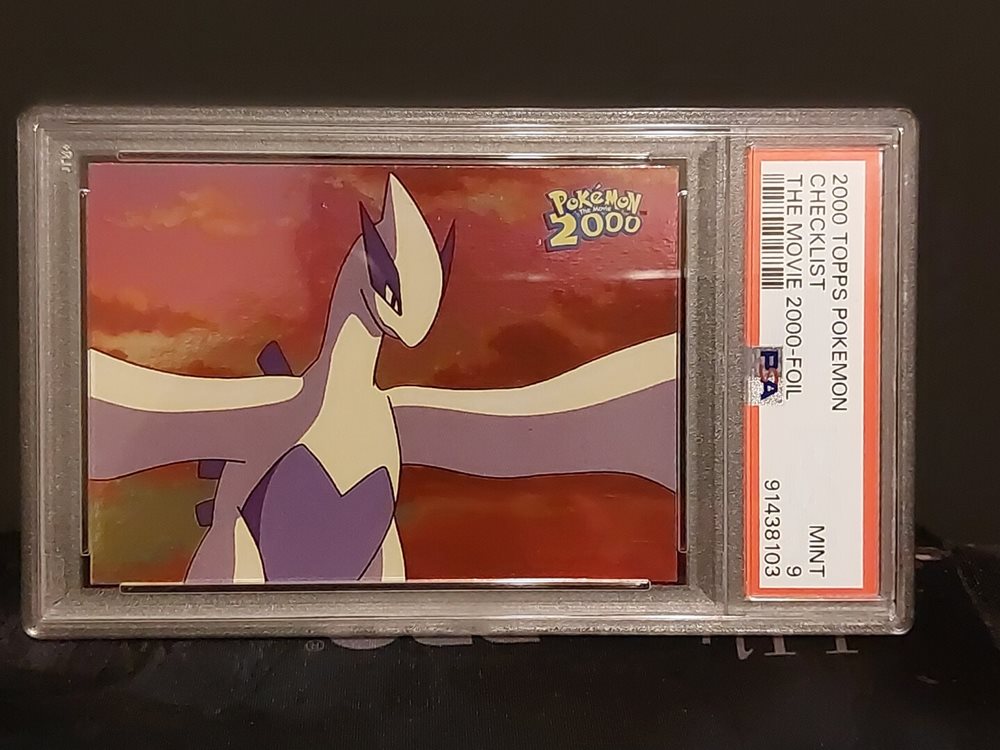 POKéMON
THE MOVIE
2000
2000 TOPPS POKEMON
CHECKLIST
THE MOVIE 2000-FOIL
MINT
9
91438103
PSA